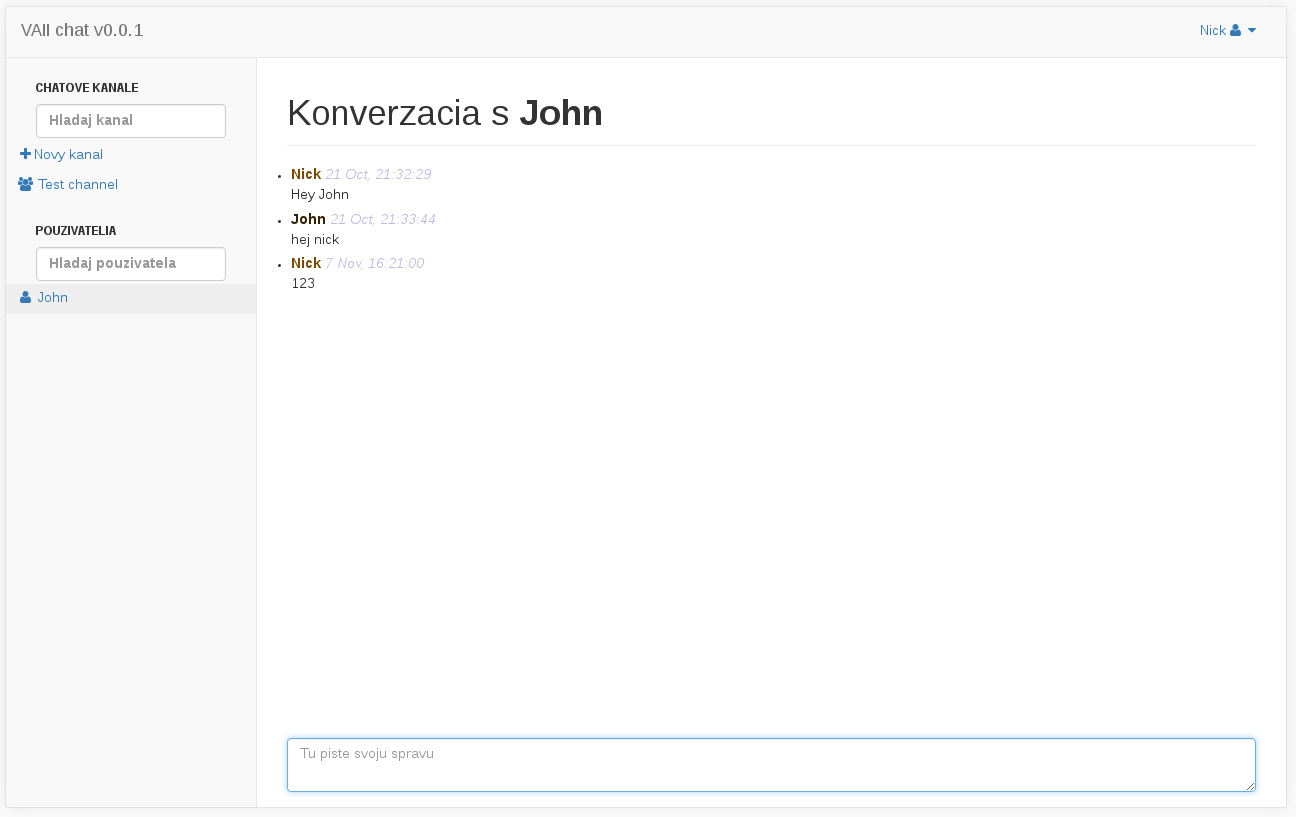 VAII chat v0.0.1
Nick
CHATOVE KANALE
Hladaj kanal
Novy kanal
Test channel
POUZIVATELIA
Hladaj pouzivatela
John
Konverzacia s John
Nick 21 Oct, 21:32:29
Hey John
John 21 Oct, 21:33:44
hej nick
Nick 7 Nov, 16:21:00
123
Tu piste svoju spravu